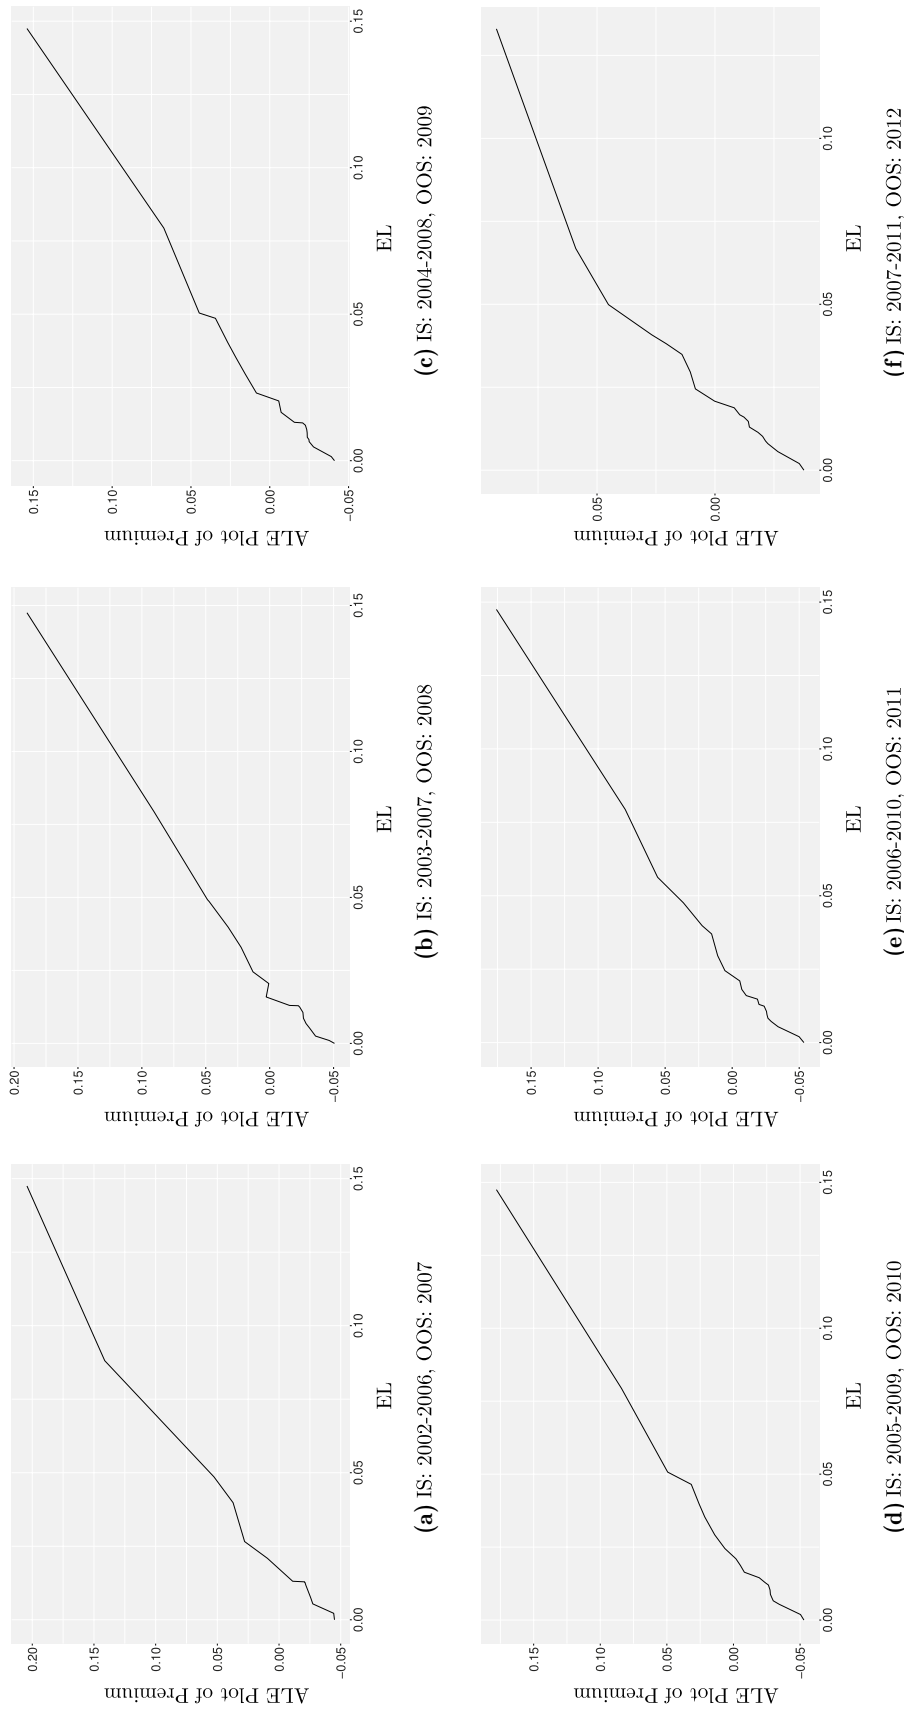 0.20
0.15
0.10
0.05
0.00
−0.05
ALE Plot of Premium
0.00
0.05
0.10
0.15
EL
(a) IS: 2002-2006, OOS: 2007
0.20
0.15
0.10
0.05
0.00
−0.05
ALE Plot of Premium
0.00
0.05
0.10
0.15
EL
(b) IS: 2003-2007, OOS: 2008
0.15
0.10
0.05
0.00
−0.05
ALE Plot of Premium
0.00
0.05
0.10
0.15
EL
(c) IS: 2004-2008, OOS: 2009
0.15
0.10
0.05
0.00
−0.05
ALE Plot of Premium
0.00
0.05
0.10
0.15
EL
(d) IS: 2005-2009, OOS: 2010
0.15
0.10
0.05
0.00
−0.05
ALE Plot of Premium
0.00
0.05
0.10
0.15
EL
(e) IS: 2006-2010, OOS: 2011
0.05
0.00
ALE Plot of Premium
0.00
0.05
0.10
EL
(f) IS: 2007-2011, OOS: 2012